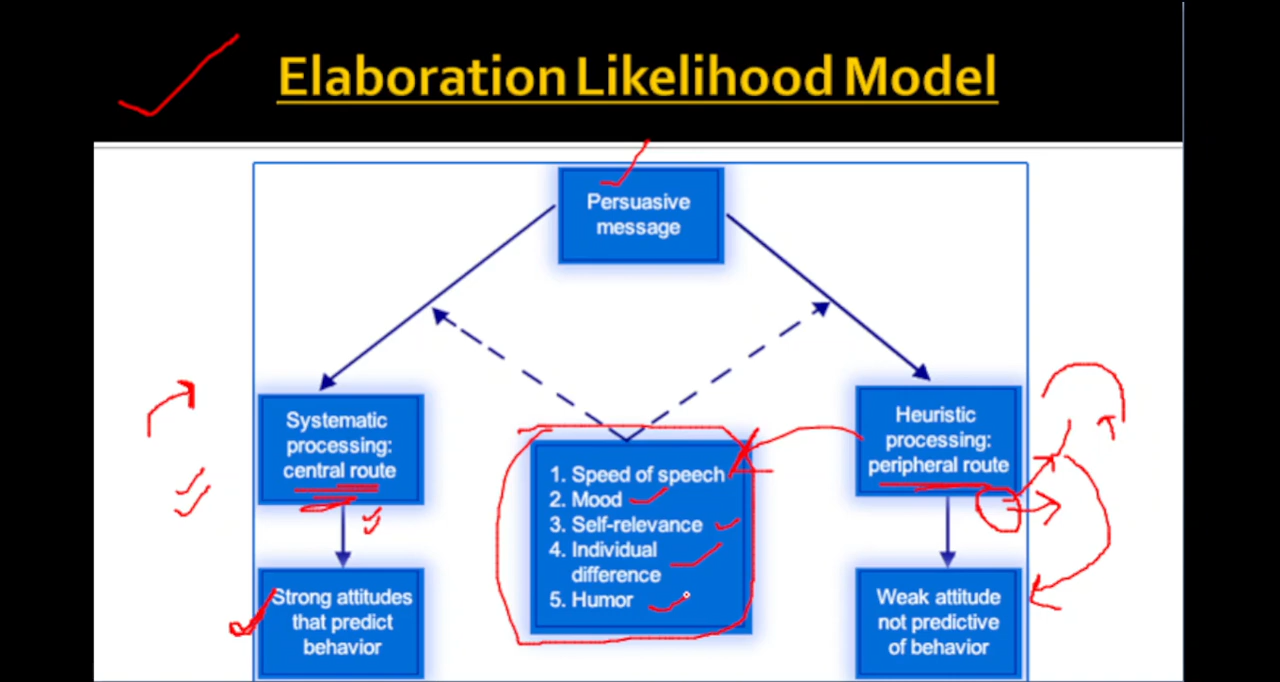 Elaboration Likelihood Model
Persuasive
message
Systematic
processing:
central route
Heuristic
processing:
peripheral route
1. Speed of speech
2. Mood
3. Self-relevance
4. Individual
difference
5. Humor
Strong attitudes
that predict
behavior
Weak attitude
not predictive
of behavior